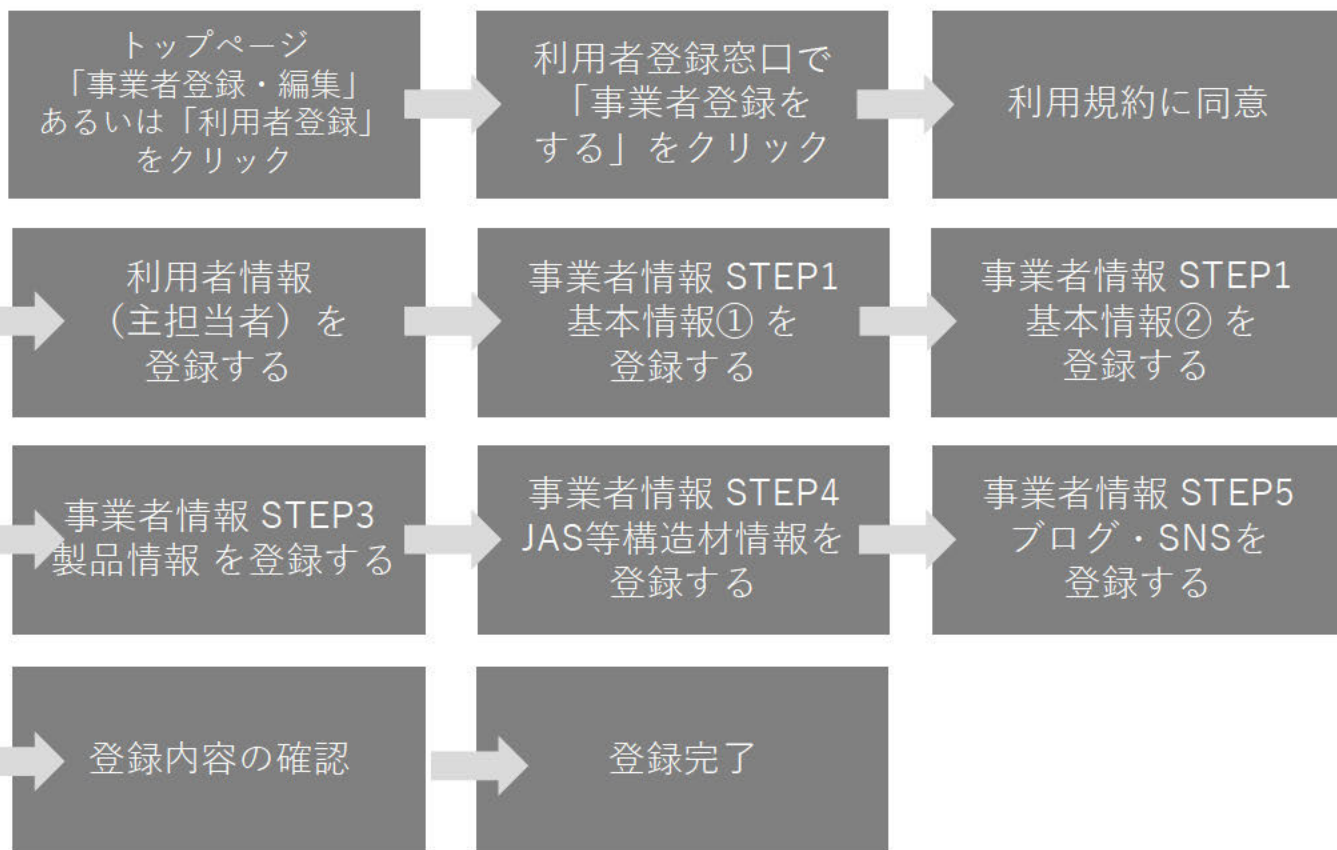 トップページ
「事業者登録・編集」
あるいは「利用者登録」
をクリック
利用者登録窓口で
「事業者登録を
する」をクリック
利用規約に同意
利用者情報
（主担当者）を
登録する
事業者情報 STEP1
基本情報① を
登録する
事業者情報 STEP1
基本情報② を
登録する
事業者情報 STEP3
製品情報 を登録する
事業者情報 STEP4
JAS等構造材情報を
登録する
事業者情報 STEP5
ブログ・SNSを
登録する
登録内容の確認
登録完了